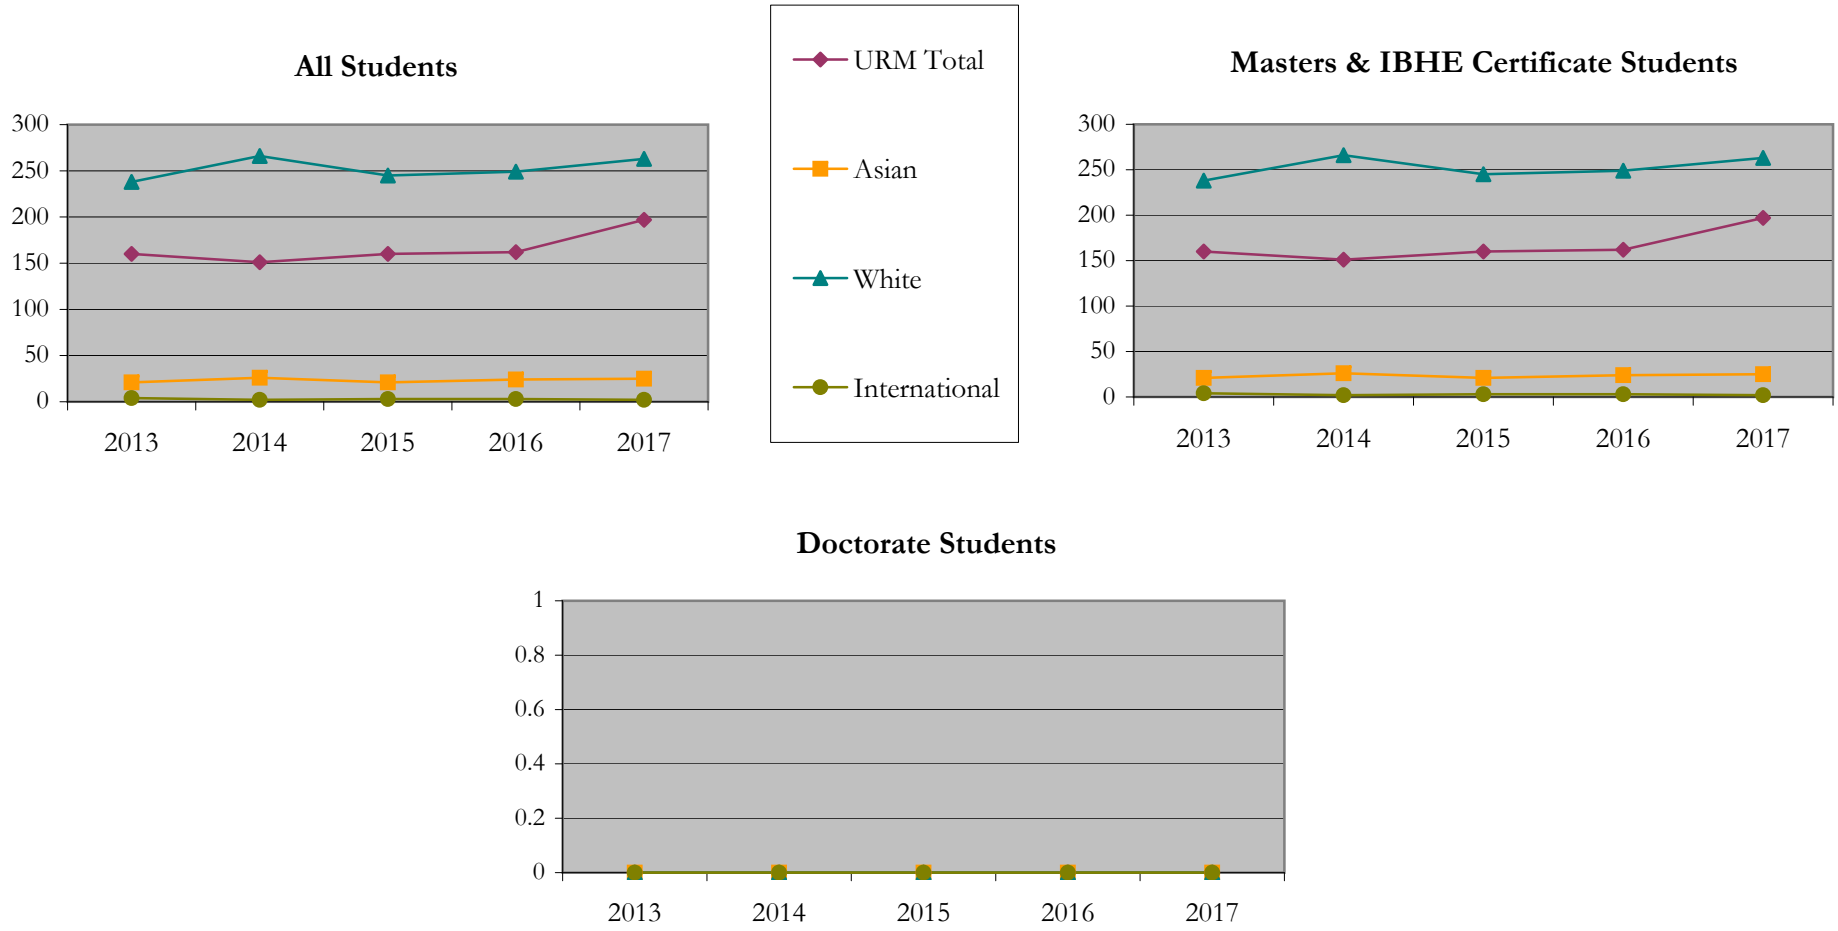 All Students
300
250
200
150
100
50
0
2013 2014 2015 2016 2017
URM Total
Asian
White
International
Masters & IBHE Certificate Students
300
250
200
150
100
50
0
2013 2014 2015 2016 2017
Doctorate Students
1
0.8
0.6
0.4
0.2
0
2013 2014 2015 2016 2017